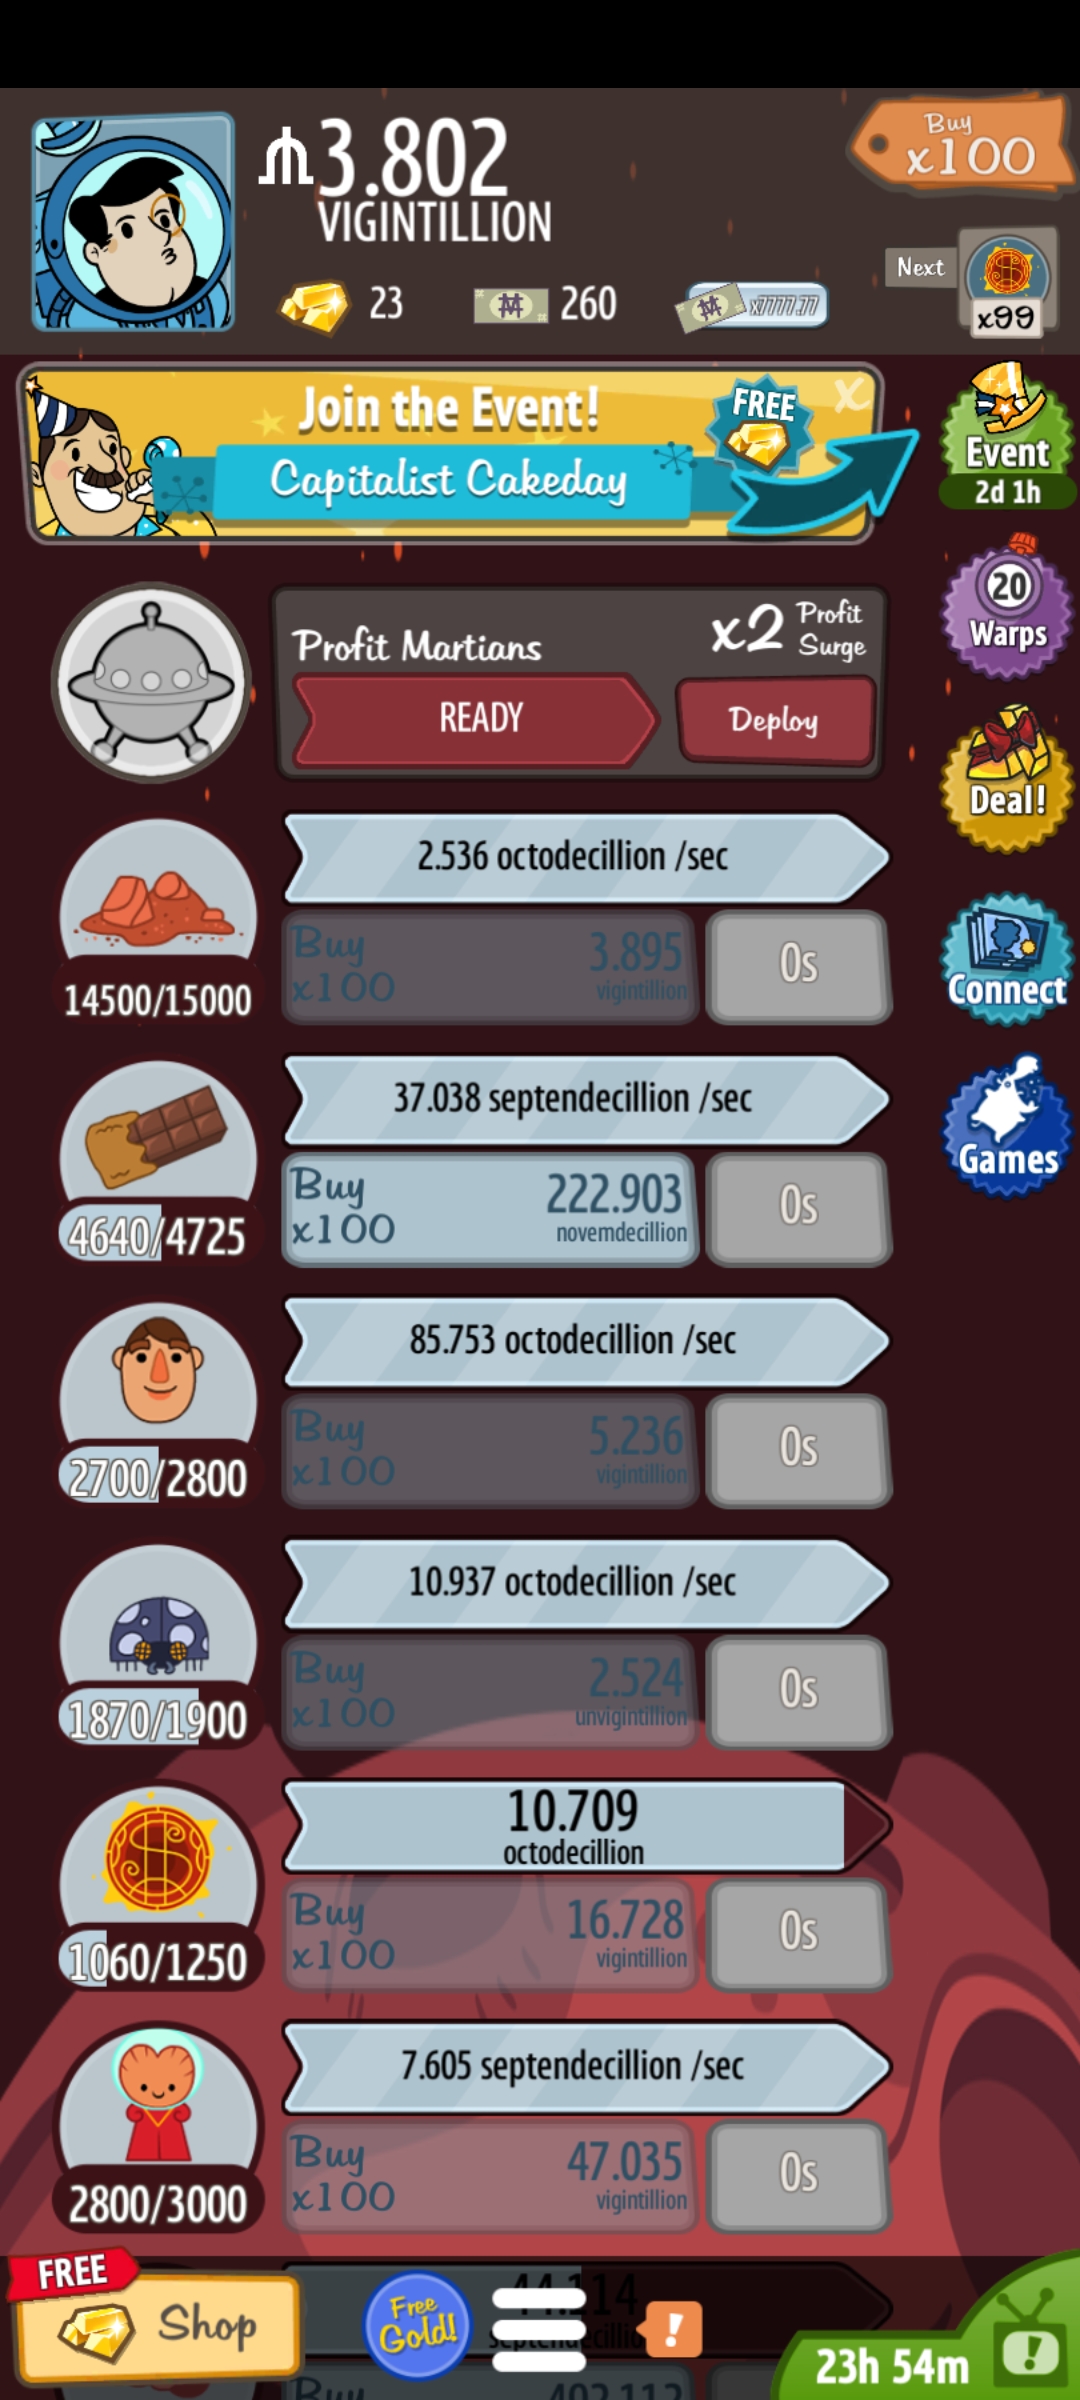 3.802
VIGINTILLION
Buy
x100
23
260
x7777.77
Next
x99
Join the Event!
Capitalist Cakeday
FREE
x
Event
2d 1h
20
Warps
Profit Martians
x2 Profit Surge
READY
Deploy
Deal!
2.536 octodecillion /sec
Buy x100
3.895 vigintillion
0s
14500/15000
Connect
37.038 septendecillion /sec
Buy x100
222.903 novemdecillion
0s
4640/4725
Games
85.753 octodecillion /sec
Buy x100
5.236 vigintillion
0s
2700/2800
10.937 octodecillion /sec
Buy x100
2.524 unvigintillion
0s
1870/1900
10.709
octodecillion
Buy x100
16.728 vigintillion
0s
1060/1250
7.605 septendecillion /sec
Buy x100
47.035 vigintillion
0s
2800/3000
FREE
Shop
Free
Gold!
!
23h 54m
!
Buy